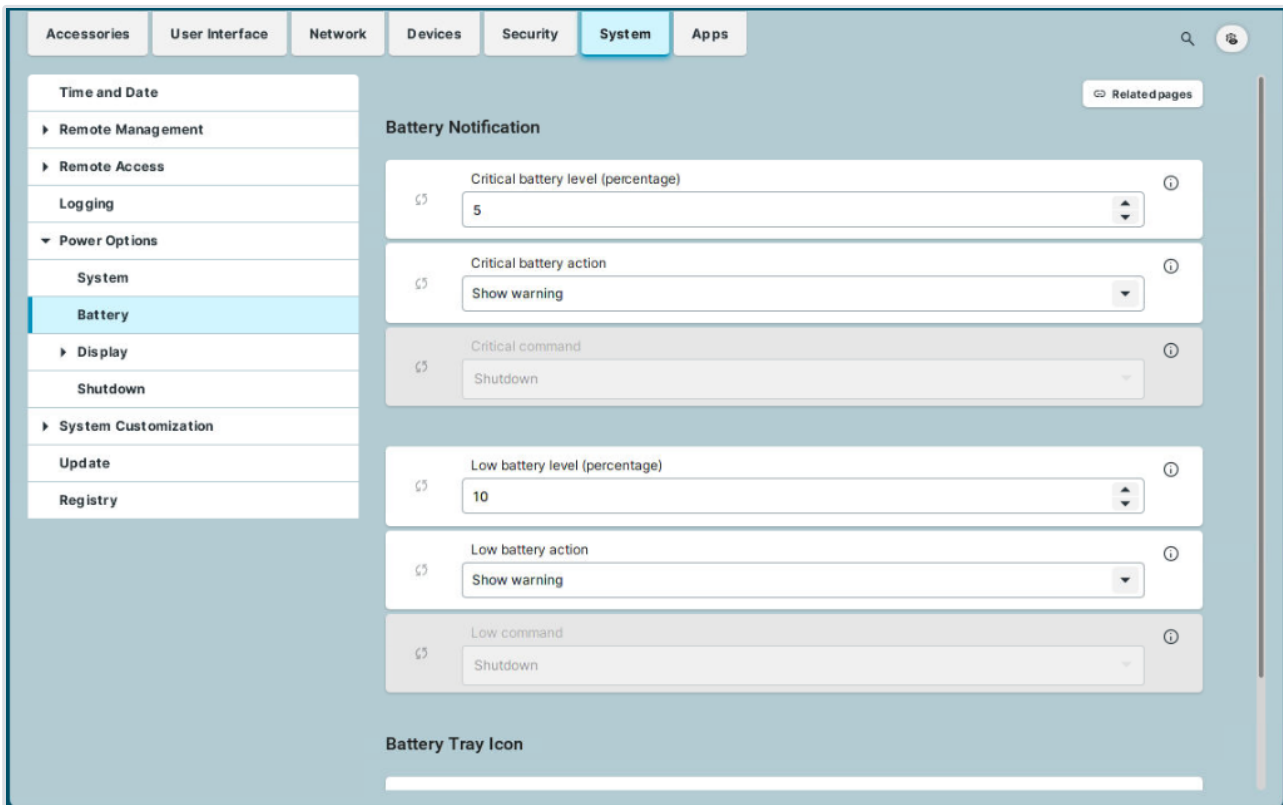 Accessories User Interface Network Devices Security System Apps
Time and Date
Remote Management
Remote Access
Logging
Power Options
System
Battery
Display
Shutdown
System Customization
Update
Registry
Related pages
Battery Notification
Critical battery level (percentage)
5
Critical battery action
Show warning
Critical command
Shutdown
Low battery level (percentage)
10
Low battery action
Show warning
Low command
Shutdown
Battery Tray Icon